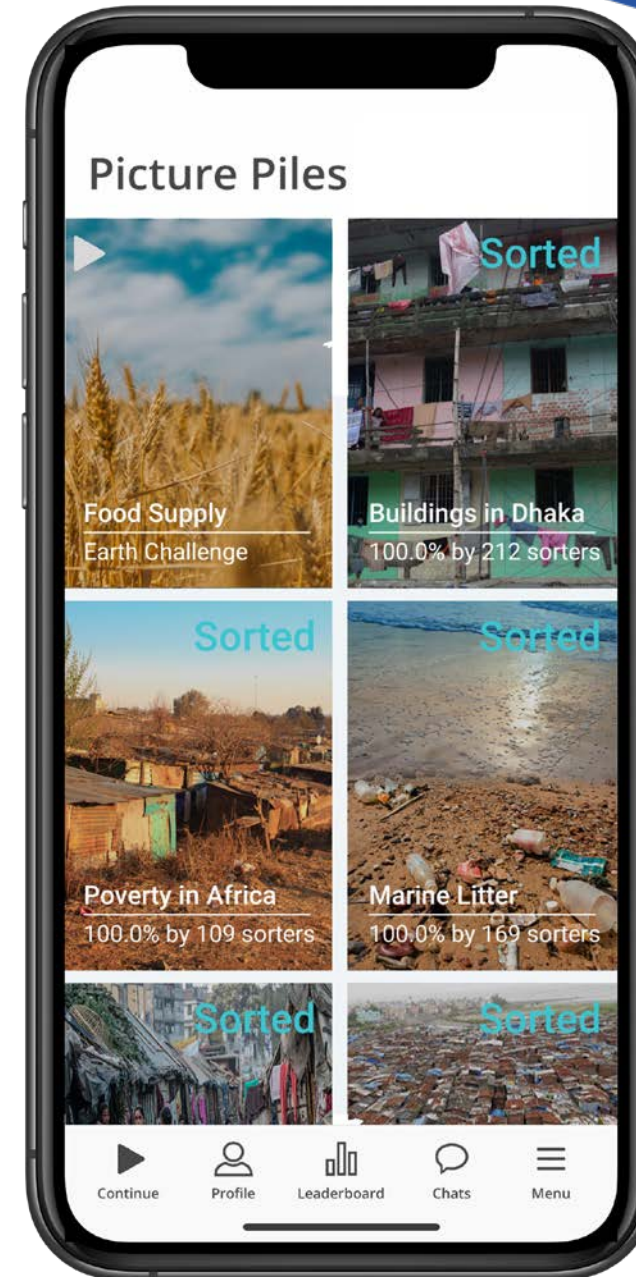 Picture Piles
Sorted
Food Supply
Earth Challenge
Buildings in Dhaka
100.0% by 212 sorters
Sorted
Sorted
Poverty in Africa
100.0% by 109 sorters
Marine Litter
100.0% by 169 sorters
Sorted
Sorted
Continue
Profile
Leaderboard
Chats
Menu